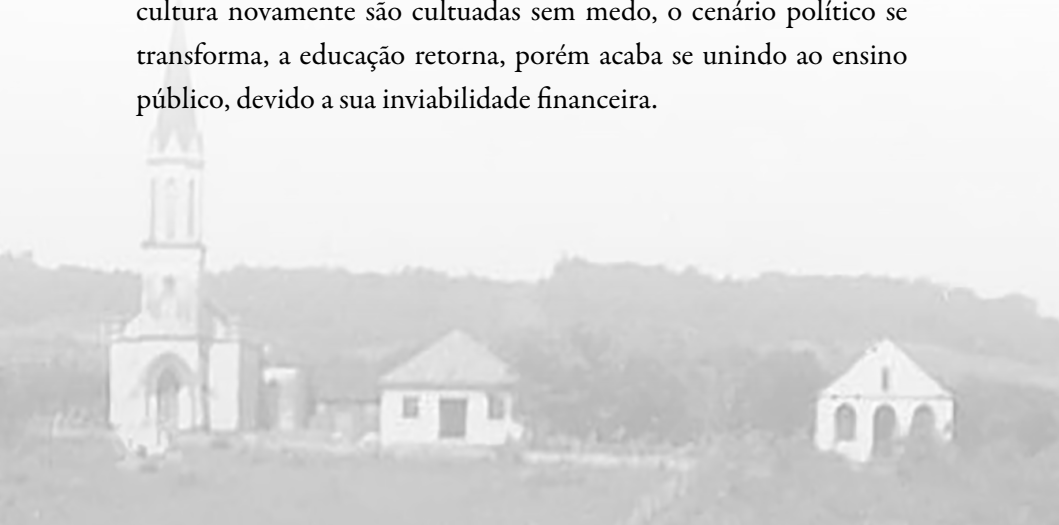 cultura novamente são cultuadas sem medo, o cenário político se
transforma, a educação retorna, porém acaba se unindo ao ensino
público, devido a sua inviabilidade financeira.